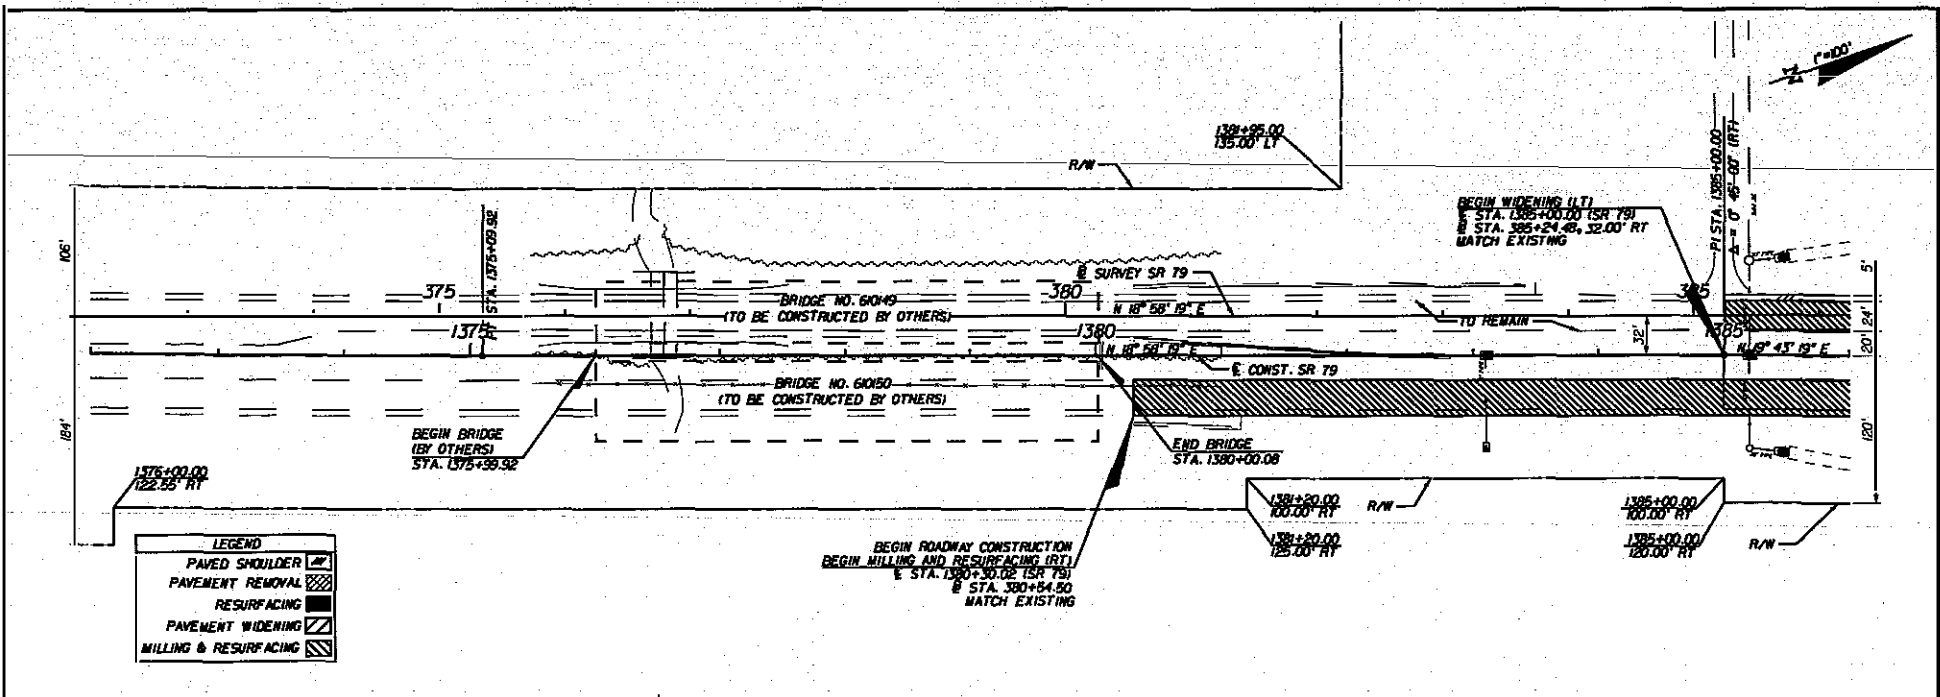 1"=100'
N
1381+95.00
135.00' LT
R/W
PI STA. 1385+00.00
Δ = 0° 45' 00" (RT)
BEGIN WIDENING (LT)
℄ STA. 1385+00.00 (SR 79)
STA. 385+24.48, 32.00' RT
MATCH EXISTING
106'
PI STA. 1375+09.92
SURVEY SR 79
5'
375
BRIDGE NO. 610149
380
385
(TO BE CONSTRUCTED BY OTHERS)
N 18° 58' 19" E
TO REMAIN
24'
1375
1380
32'
1385
N 18° 58' 19" E
N 19° 43' 19" E
20'
℄ CONST. SR 79
BRIDGE NO. 610150
(TO BE CONSTRUCTED BY OTHERS)
184'
120'
BEGIN BRIDGE
(BY OTHERS)
STA. 1375+99.92
END BRIDGE
STA. 1380+00.08
1376+00.00
122.55' RT
1381+20.00
100.00' RT
R/W
1385+00.00
100.00' RT
1381+20.00
125.00' RT
1385+00.00
120.00' RT
R/W
BEGIN ROADWAY CONSTRUCTION
BEGIN MILLING AND RESURFACING (RT)
℄ STA. 1380+30.02 (SR 79)
STA. 380+54.50
MATCH EXISTING
LEGEND
PAVED SHOULDER
PAVEMENT REMOVAL
RESURFACING
PAVEMENT WIDENING
MILLING & RESURFACING